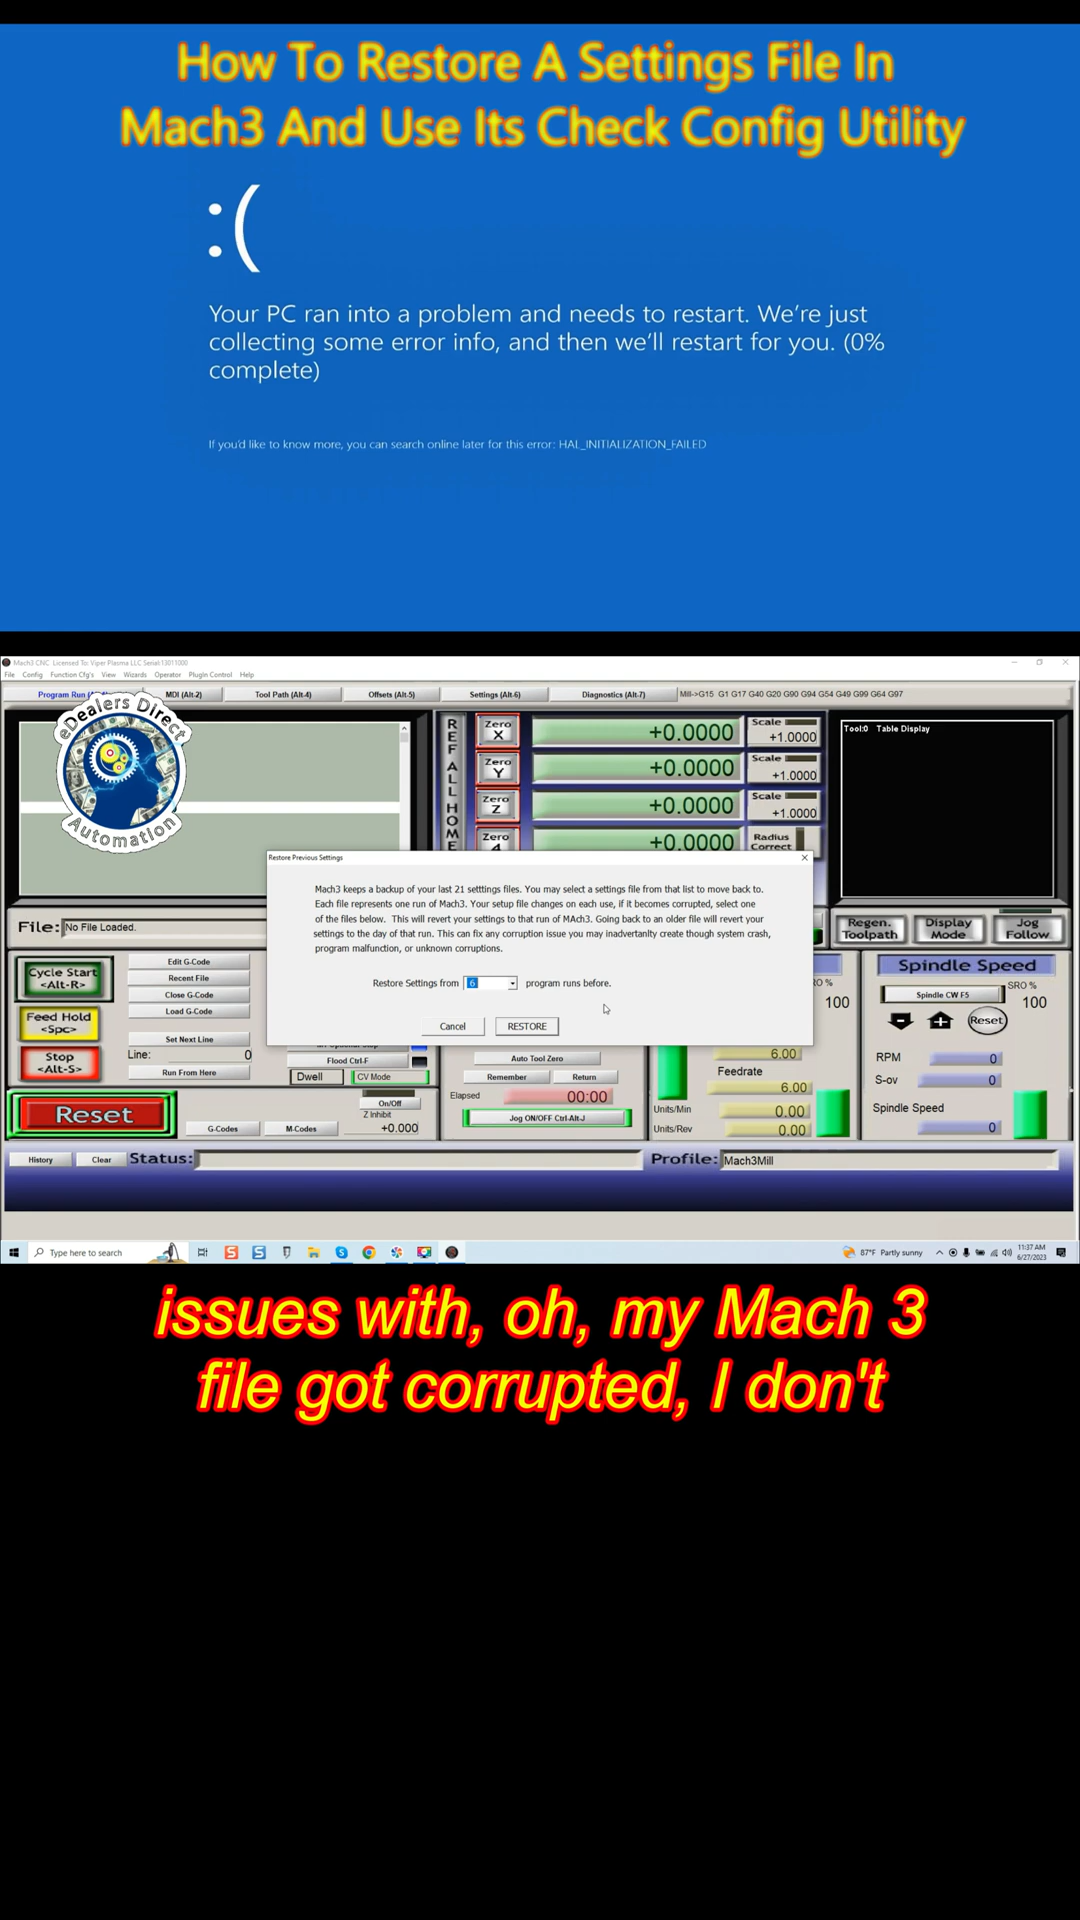 How To Restore A Settings File In
Mach3 And Use Its Check Config Utility
:(
Your PC ran into a problem and needs to restart. We're just
collecting some error info, and then we'll restart for you. (0%
complete)
If you'd like to know more, you can search online later for this error: HAL_INITIALIZATION_FAILED
Mach3 CNC Licensed To: Viper Plasma LLC Serial:13011000
File Config Function Cfg's View Wizards Operator PlugIn Control Help
Program Run MDI (Alt-2) Tool Path (Alt-4) Offsets (Alt-5) Settings (Alt-6) Diagnostics (Alt-7) Mill->G15 G1 G17 G40 G20 G90 G94 G54 G49 G99 G64 G97
eDealers Direct
Automation
REF ALL HOME
Zero X +0.0000 Scale +1.0000
Zero Y +0.0000 Scale +1.0000
Zero Z +0.0000 Scale +1.0000
Zero 4 +0.0000 Radius Correct
Tool:0 Table Display
Restore Previous Settings
Mach3 keeps a backup of your last 21 setttings files. You may select a settings file from that list to move back to.
Each file represents one run of Mach3. Your setup file changes on each use, if it becomes corrupted, select one
of the files below. This will revert your settings to that run of MAch3. Going back to an older file will revert your
settings to the day of that run. This can fix any corruption issue you may inadvertanlty create though system crash,
program malfunction, or unknown corruptions.
Restore Settings from 6 program runs before.
Cancel RESTORE
File: No File Loaded.
Regen. Toolpath Display Mode Jog Follow
Cycle Start
<Alt-R>
Feed Hold
<Spc>
Stop
<Alt-S>
Reset
Edit G-Code
Recent File
Close G-Code
Load G-Code
Set Next Line
Line: 0
Run From Here
G-Codes M-Codes
Flood Ctrl-F
Dwell CV Mode
On/Off
Z Inhibit
+0.000
Auto Tool Zero
Remember Return
Elapsed 00:00
Jog ON/OFF Ctrl-Alt-J
100
6.00
Feedrate
6.00
Units/Min 0.00
Units/Rev 0.00
Spindle Speed
Spindle CW F5
SRO %
100
Reset
RPM 0
S-ov 0
Spindle Speed
0
History Clear Status: Profile: Mach3Mill
Type here to search
87°F Partly sunny
11:37 AM
6/27/2023
issues with, oh, my Mach 3
file got corrupted, I don't